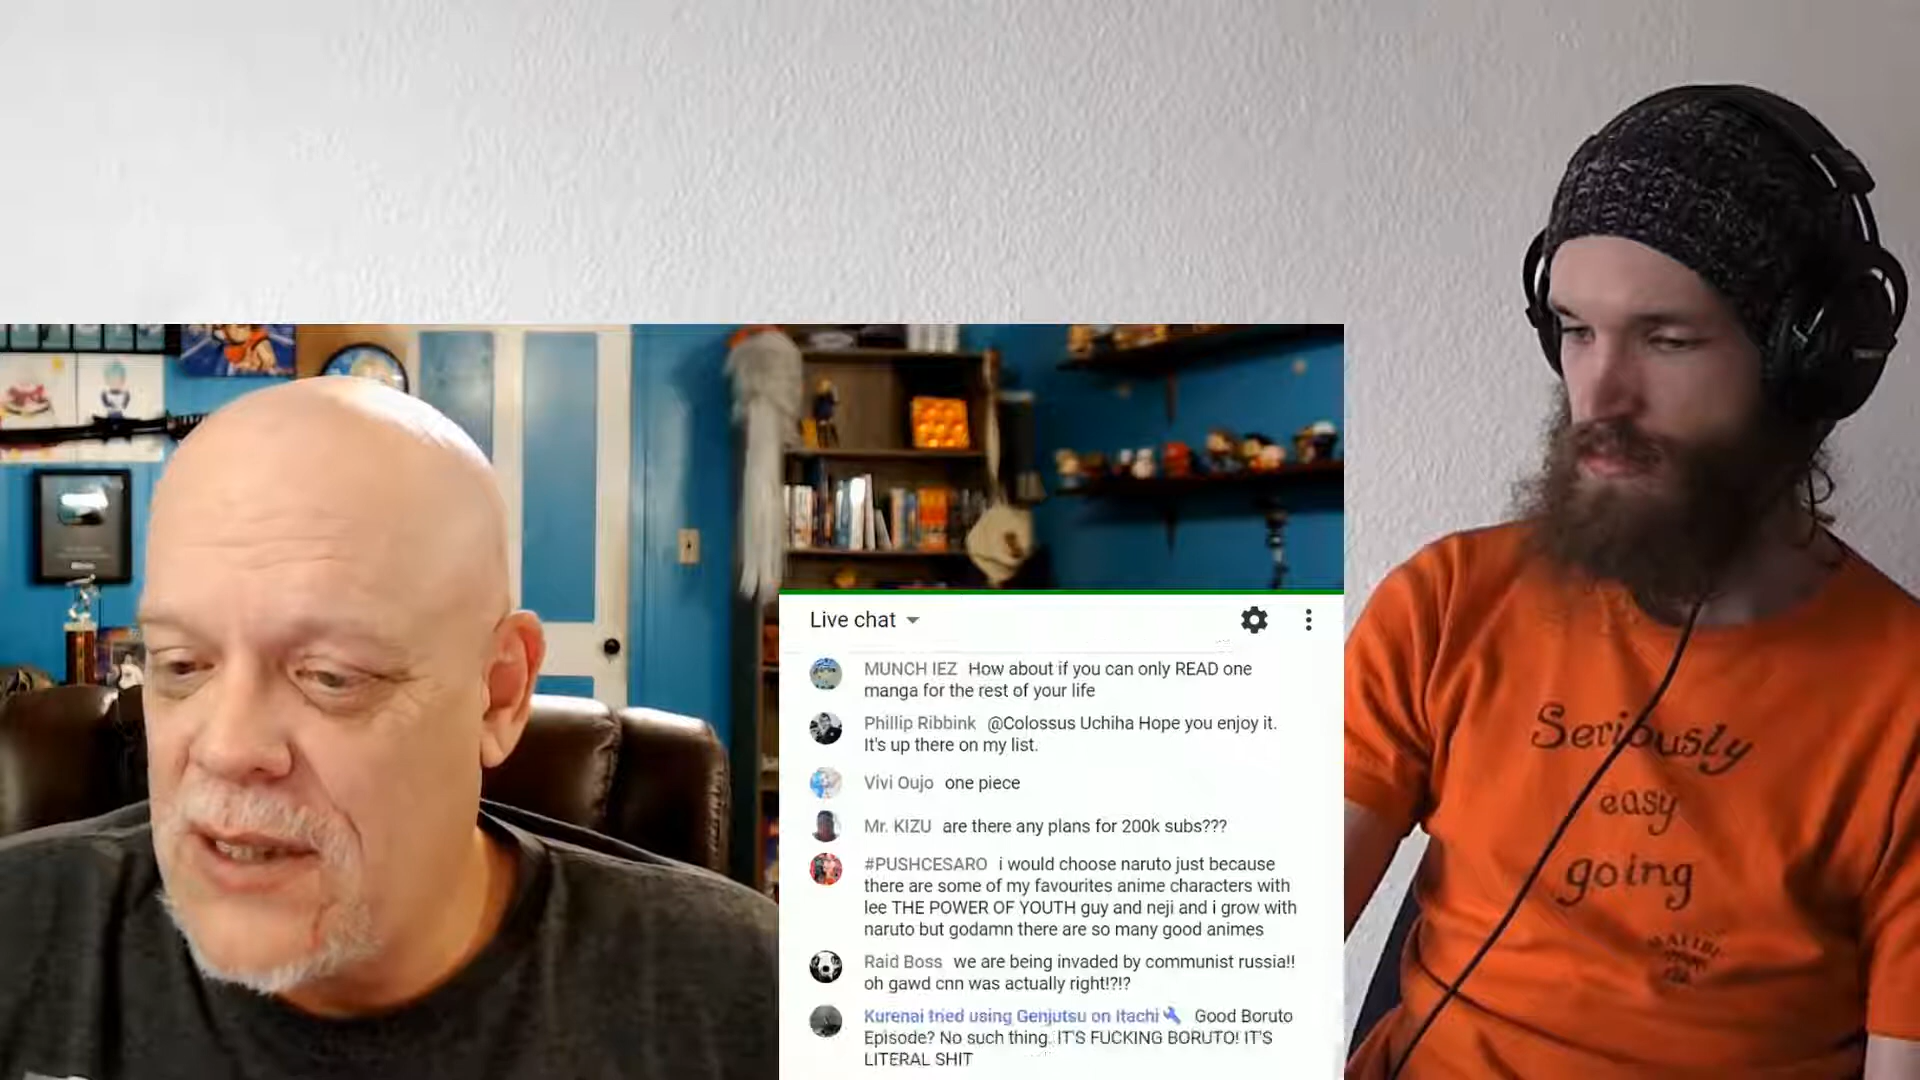 Live chat
MUNCH IEZ How about if you can only READ one
manga for the rest of your life
Phillip Ribbink @Colossus Uchiha Hope you enjoy it.
It's up there on my list.
Vivi Oujo one piece
Mr. KIZU are there any plans for 200k subs???
#PUSHCESARO i would choose naruto just because
there are some of my favourites anime characters with
lee THE POWER OF YOUTH guy and neji and i grow with
naruto but godamn there are so many good animes
Raid Boss we are being invaded by communist russia!!
oh gawd cnn was actually right!?!?
Kurenai tried using Genjutsu on Itachi Good Boruto
Episode? No such thing. IT'S FUCKING BORUTO! IT'S
LITERAL SHIT
Seriously
easy
going